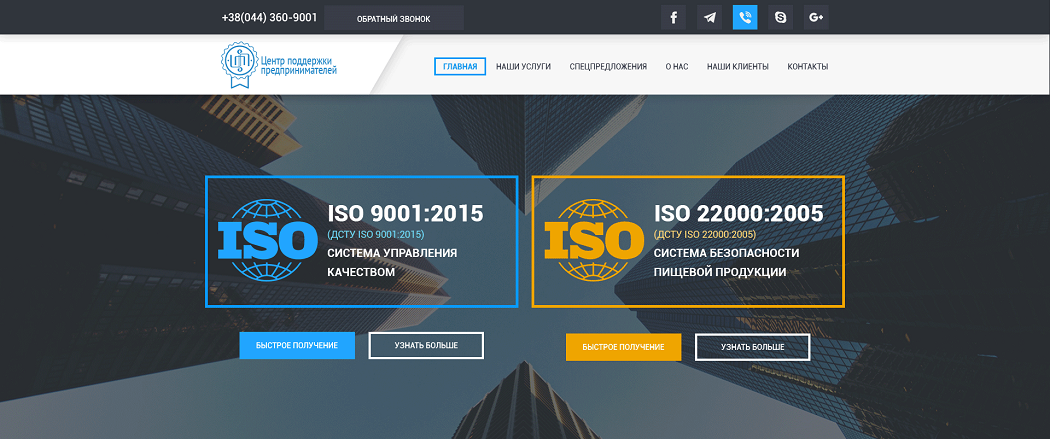 +38(044) 360-9001
ОБРАТНЫЙ ЗВОНОК
Центр поддержки
предпринимателей
ГЛАВНАЯ
НАШИ УСЛУГИ
СПЕЦПРЕДЛОЖЕНИЯ
О НАС
НАШИ КЛИЕНТЫ
КОНТАКТЫ
ISO
ISO 9001:2015
(ДСТУ ISO 9001:2015)
СИСТЕМА УПРАВЛЕНИЯ
КАЧЕСТВОМ
БЫСТРОЕ ПОЛУЧЕНИЕ
УЗНАТЬ БОЛЬШЕ
ISO
ISO 22000:2005
(ДСТУ ISO 22000:2005)
СИСТЕМА БЕЗОПАСНОСТИ
ПИЩЕВОЙ ПРОДУКЦИИ
БЫСТРОЕ ПОЛУЧЕНИЕ
УЗНАТЬ БОЛЬШЕ